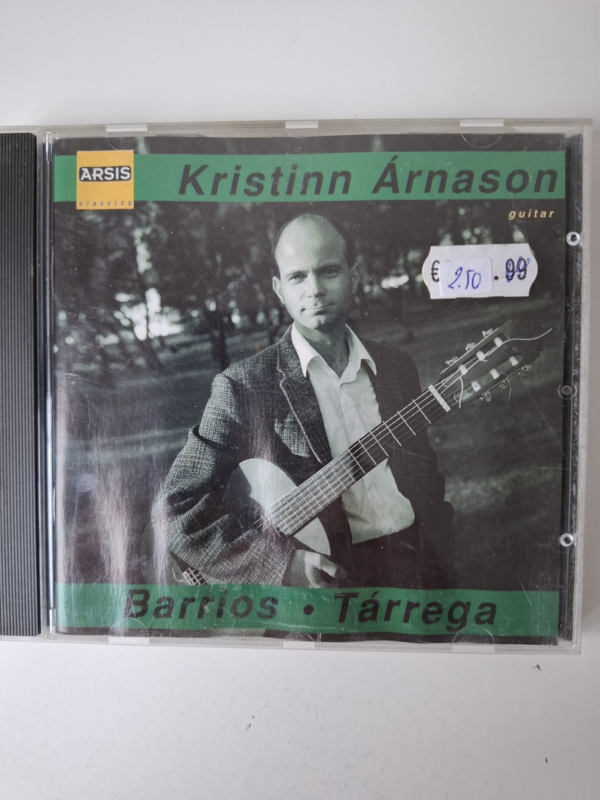 ARSIS
classics
Kristinn Árnason
guitar
€ 2.50 .99
Barrios • Tárrega